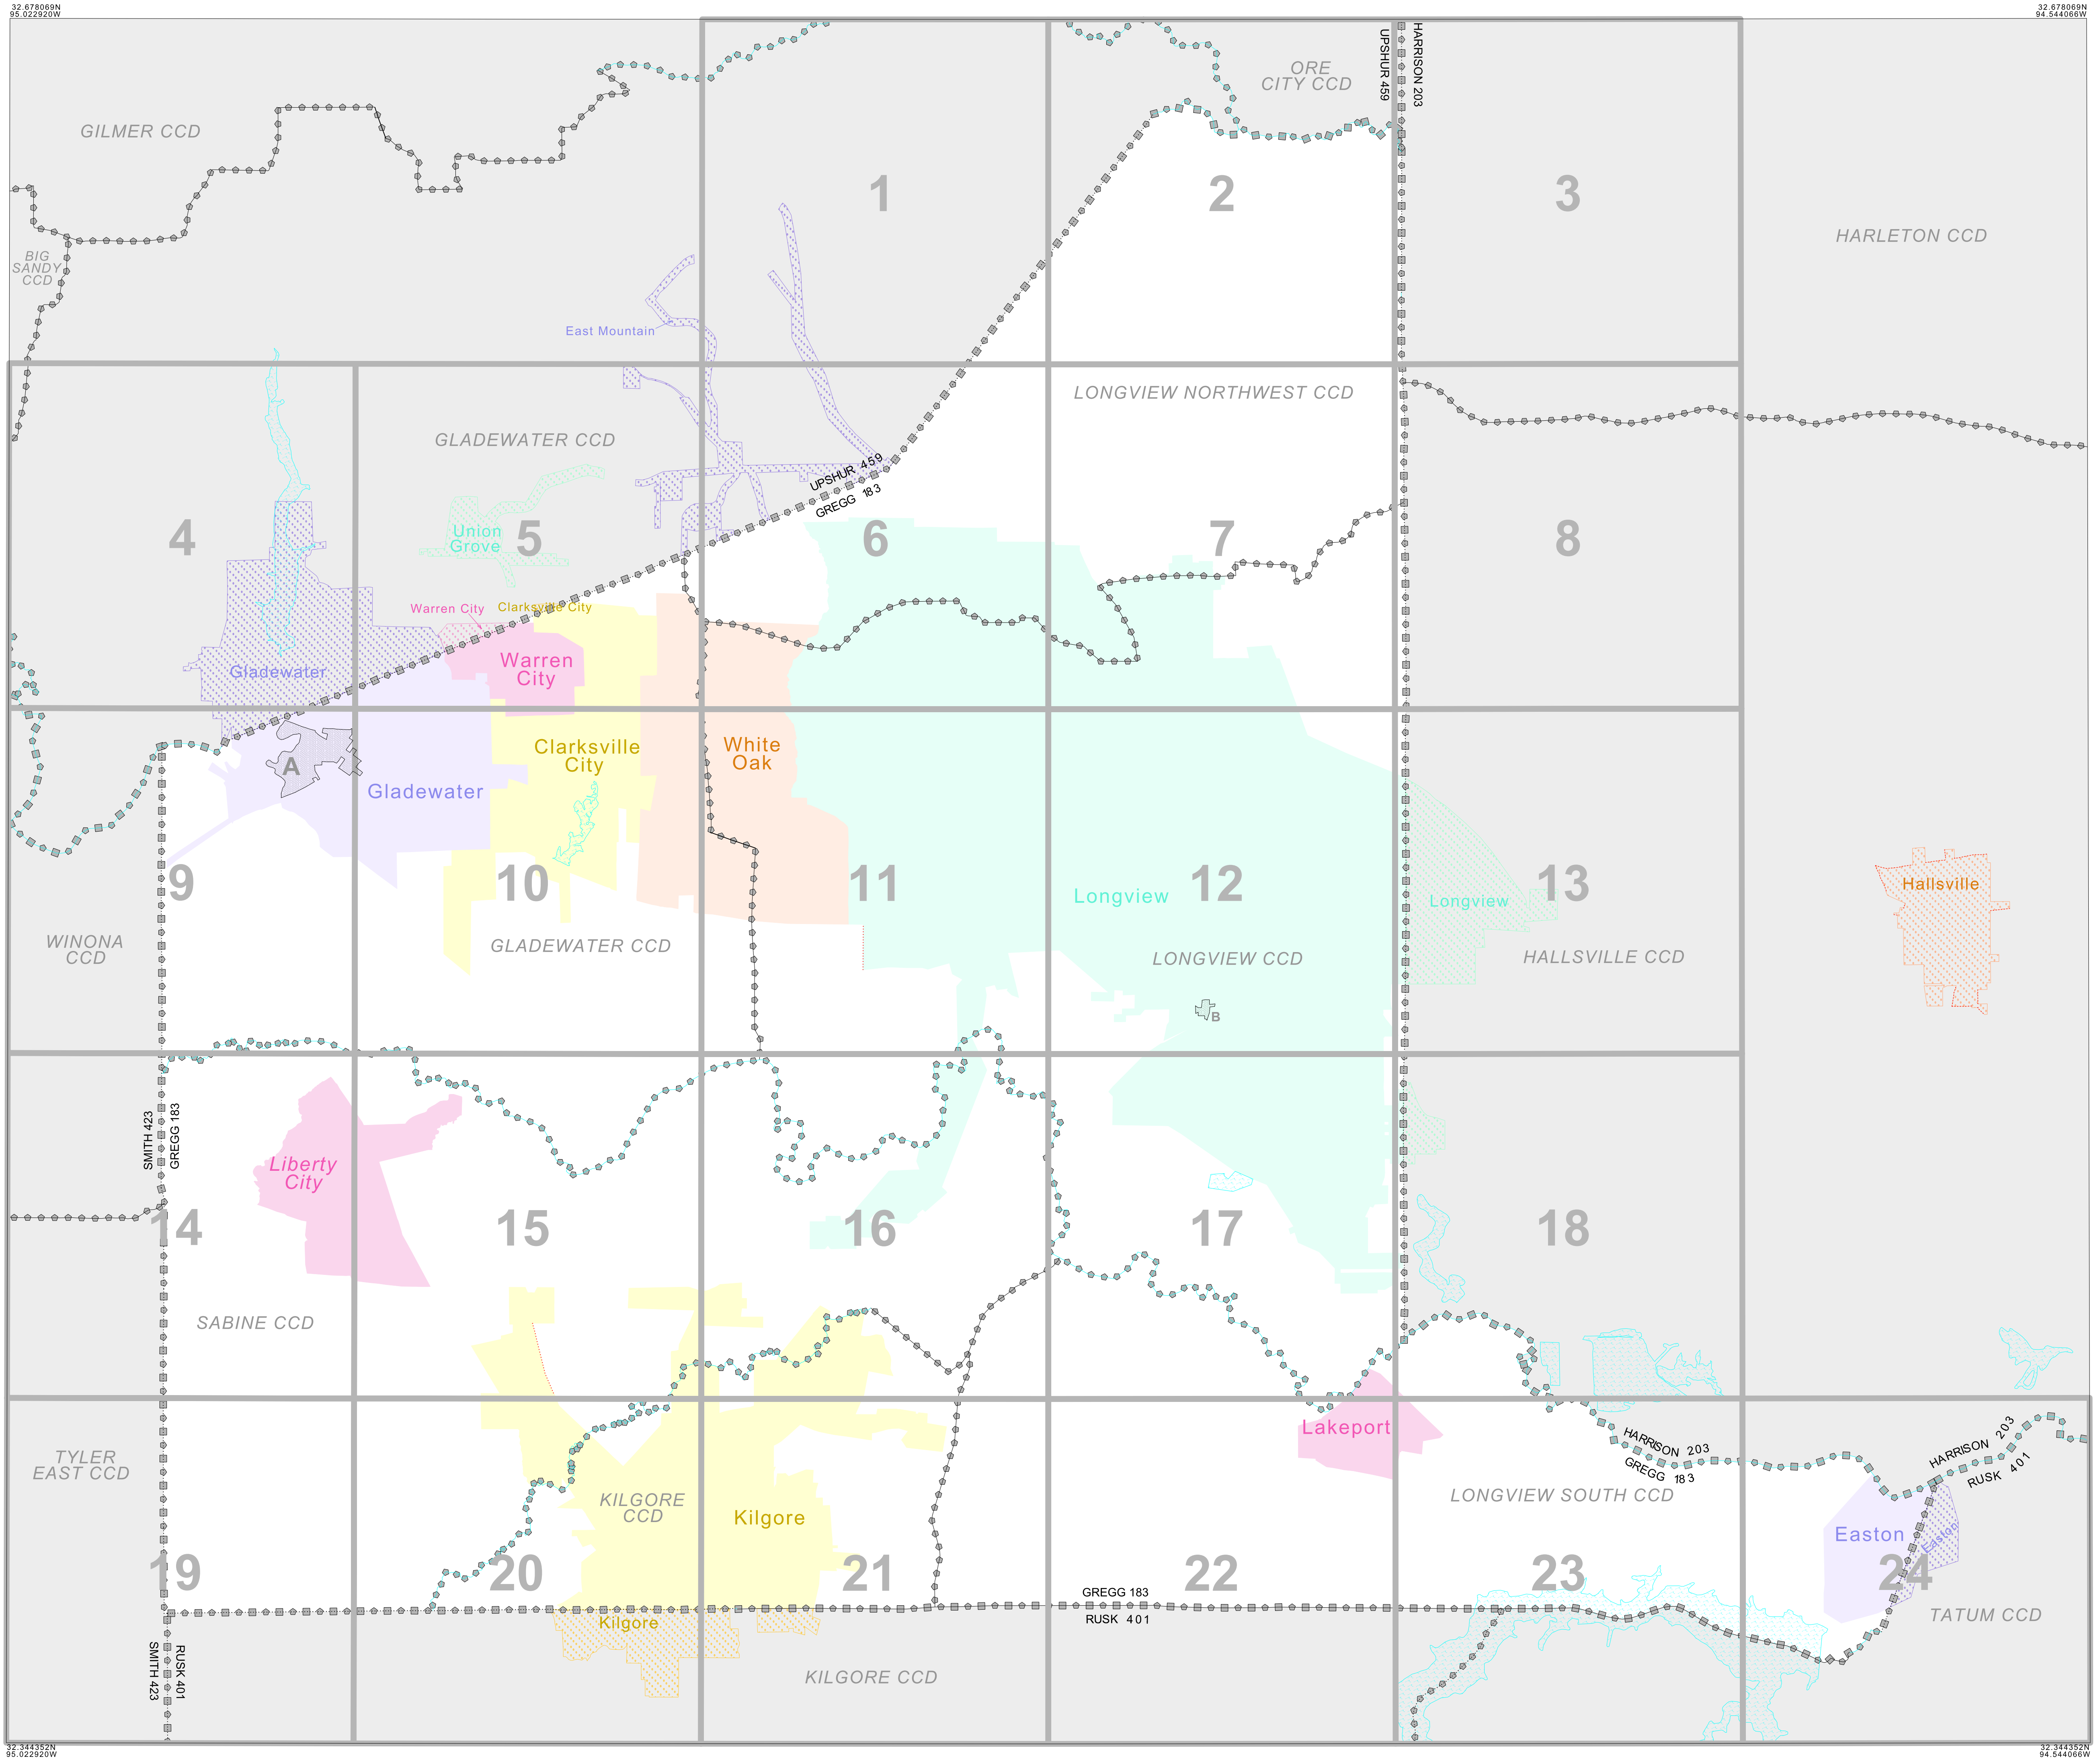 32.678069N
95.022920W
32.678069N
94.544066W
UPSHUR 459
HARRISON 203
ORE
CITY CCD
GILMER CCD
1
2
3
HARLETON CCD
BIG
SANDY
CCD
East Mountain
LONGVIEW NORTHWEST CCD
GLADEWATER CCD
UPSHUR 459
GREGG 183
4
Union
Grove
5
6
7
8
Warren City
Clarksville City
Gladewater
Warren
City
A
Gladewater
Clarksville
City
White
Oak
9
10
11
Longview
12
Longview
13
Hallsville
WINONA
CCD
GLADEWATER CCD
LONGVIEW CCD
HALLSVILLE CCD
B
SMITH 423
GREGG 183
Liberty
City
14
15
16
17
18
SABINE CCD
Lakeport
TYLER
EAST CCD
KILGORE
CCD
Kilgore
HARRISON 203
GREGG 183
LONGVIEW SOUTH CCD
HARRISON 203
RUSK 401
Easton
Easton
19
20
21
22
23
24
GREGG 183
RUSK 401
Kilgore
TATUM CCD
SMITH 423
RUSK 401
KILGORE CCD
32.344352N
95.022920W
32.344352N
94.544066W